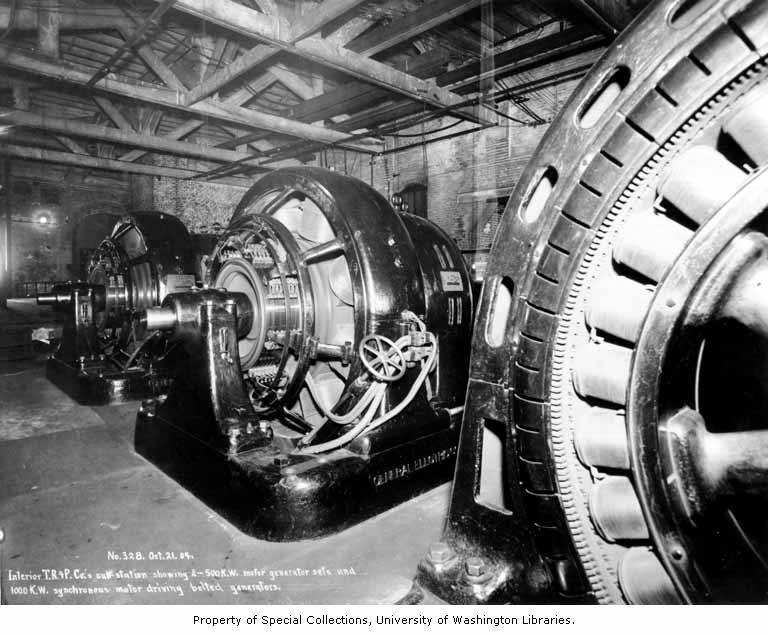 GENERAL ELECTRIC
No. 328. Oct. 21, 04.
Interior T.R.&P. Co.'s sub-station showing 2-500 K.W. motor generator sets and
1000 K.W. synchronous motor driving belted generators.
Property of Special Collections, University of Washington Libraries.